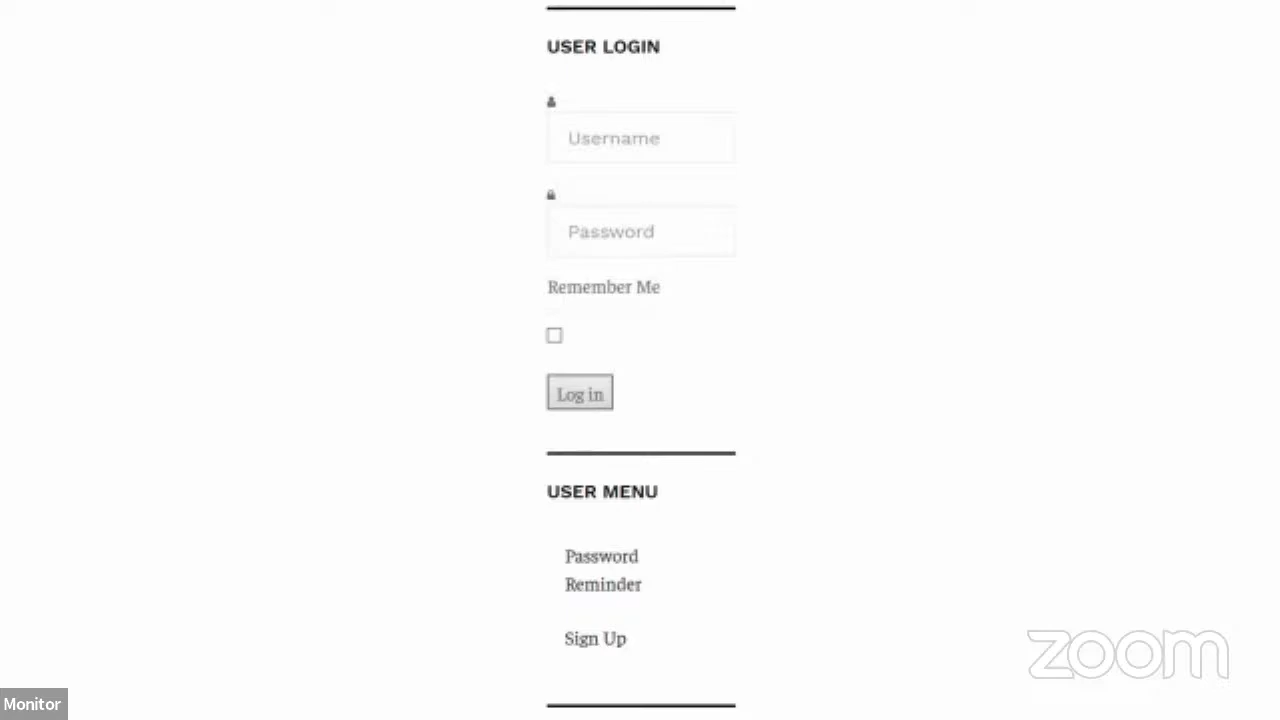 USER LOGIN
Username
Password
Remember Me
Log in
USER MENU
Password
Reminder
Sign Up
zoom
Monitor